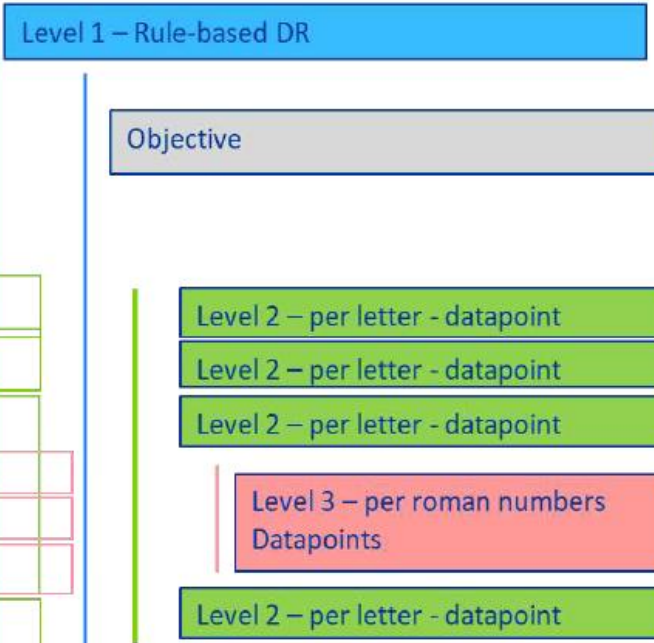 Level 1 – Rule-based DR
Objective
Level 2 – per letter - datapoint
Level 2 – per letter - datapoint
Level 2 – per letter - datapoint
Level 3 – per roman numbers
Datapoints
Level 2 – per letter - datapoint